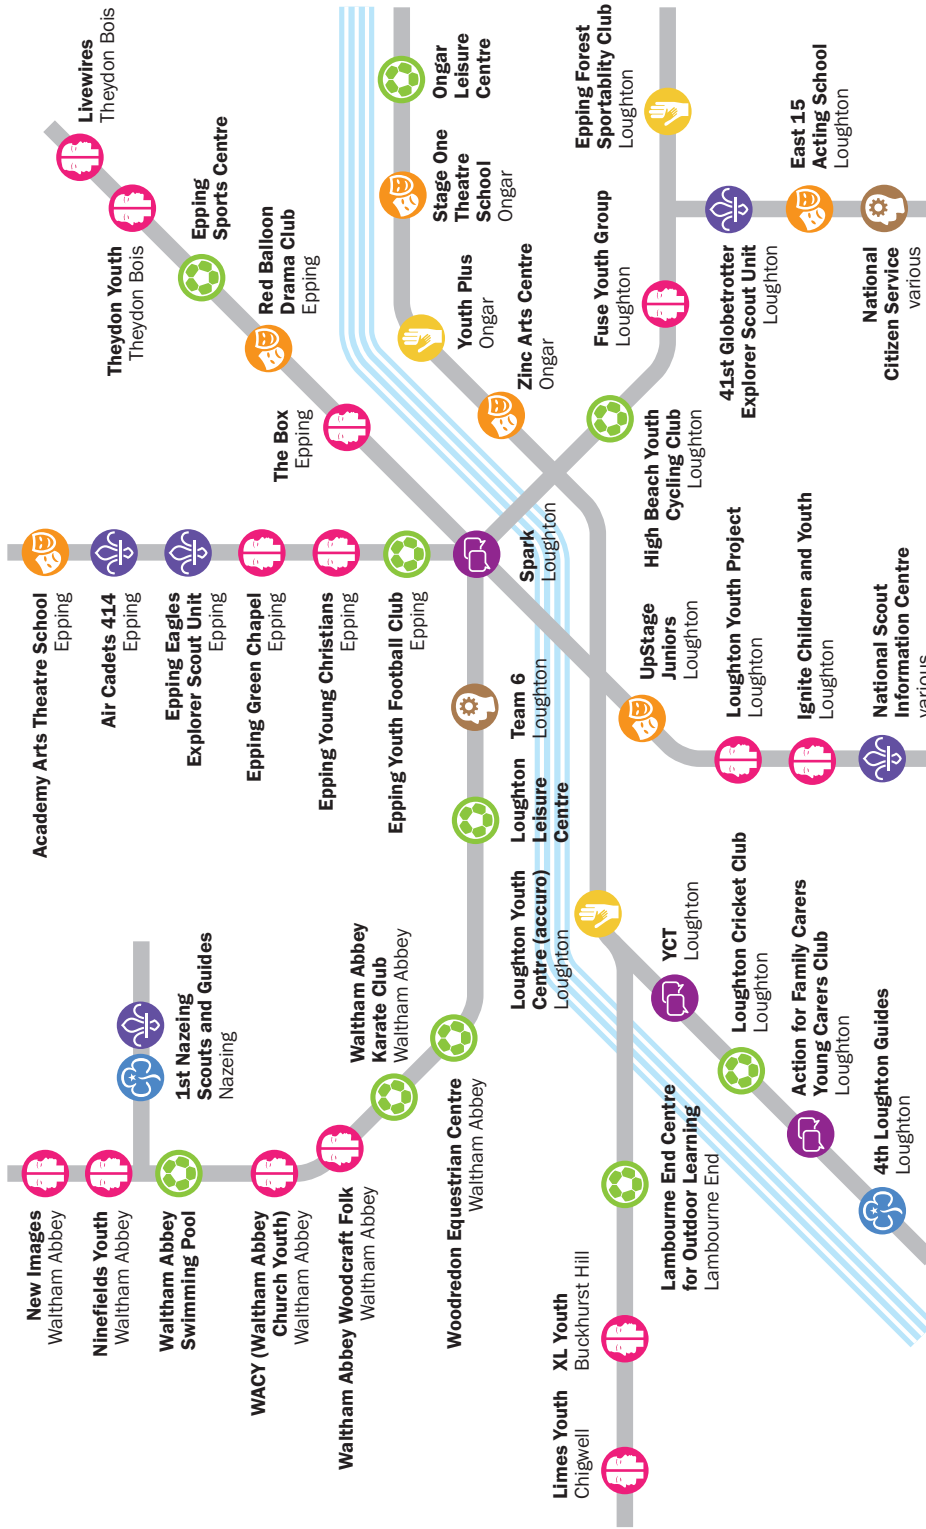 New Images
Waltham Abbey
Ninefields Youth
Waltham Abbey
Waltham Abbey
Swimming Pool
WACY (Waltham Abbey
Church Youth)
Waltham Abbey
Waltham Abbey Woodcraft Folk
Waltham Abbey
1st Nazeing
Scouts and Guides
Nazeing
Waltham Abbey
Karate Club
Waltham Abbey
Woodredon Equestrian Centre
Waltham Abbey
Academy Arts Theatre School
Epping
Air Cadets 414
Epping
Epping Eagles
Explorer Scout Unit
Epping
Epping Green Chapel
Epping
Epping Young Christians
Epping
Epping Youth Football Club
Epping
Livewires
Theydon Bois
Theydon Youth
Theydon Bois
Epping
Sports Centre
Red Balloon
Drama Club
Epping
The Box
Epping
Ongar
Leisure
Centre
Stage One
Theatre
School
Ongar
Youth Plus
Ongar
Zinc Arts Centre
Ongar
Spark
Loughton
Team 6
Loughton
Loughton
Leisure
Centre
Loughton Youth
Centre (accuro)
Loughton
Limes Youth
Chigwell
XL Youth
Buckhurst Hill
Lambourne End Centre
for Outdoor Learning
Lambourne End
YCT
Loughton
Loughton Cricket Club
Loughton
Action for Family Carers
Young Carers Club
Loughton
4th Loughton Guides
Loughton
UpStage
Juniors
Loughton
Loughton Youth Project
Loughton
Ignite Children and Youth
Loughton
National Scout
Information Centre
various
High Beach Youth
Cycling Club
Loughton
Fuse Youth Group
Loughton
Epping Forest
Sportablity Club
Loughton
41st Globetrotter
Explorer Scout Unit
Loughton
East 15
Acting School
Loughton
National
Citizen Service
various